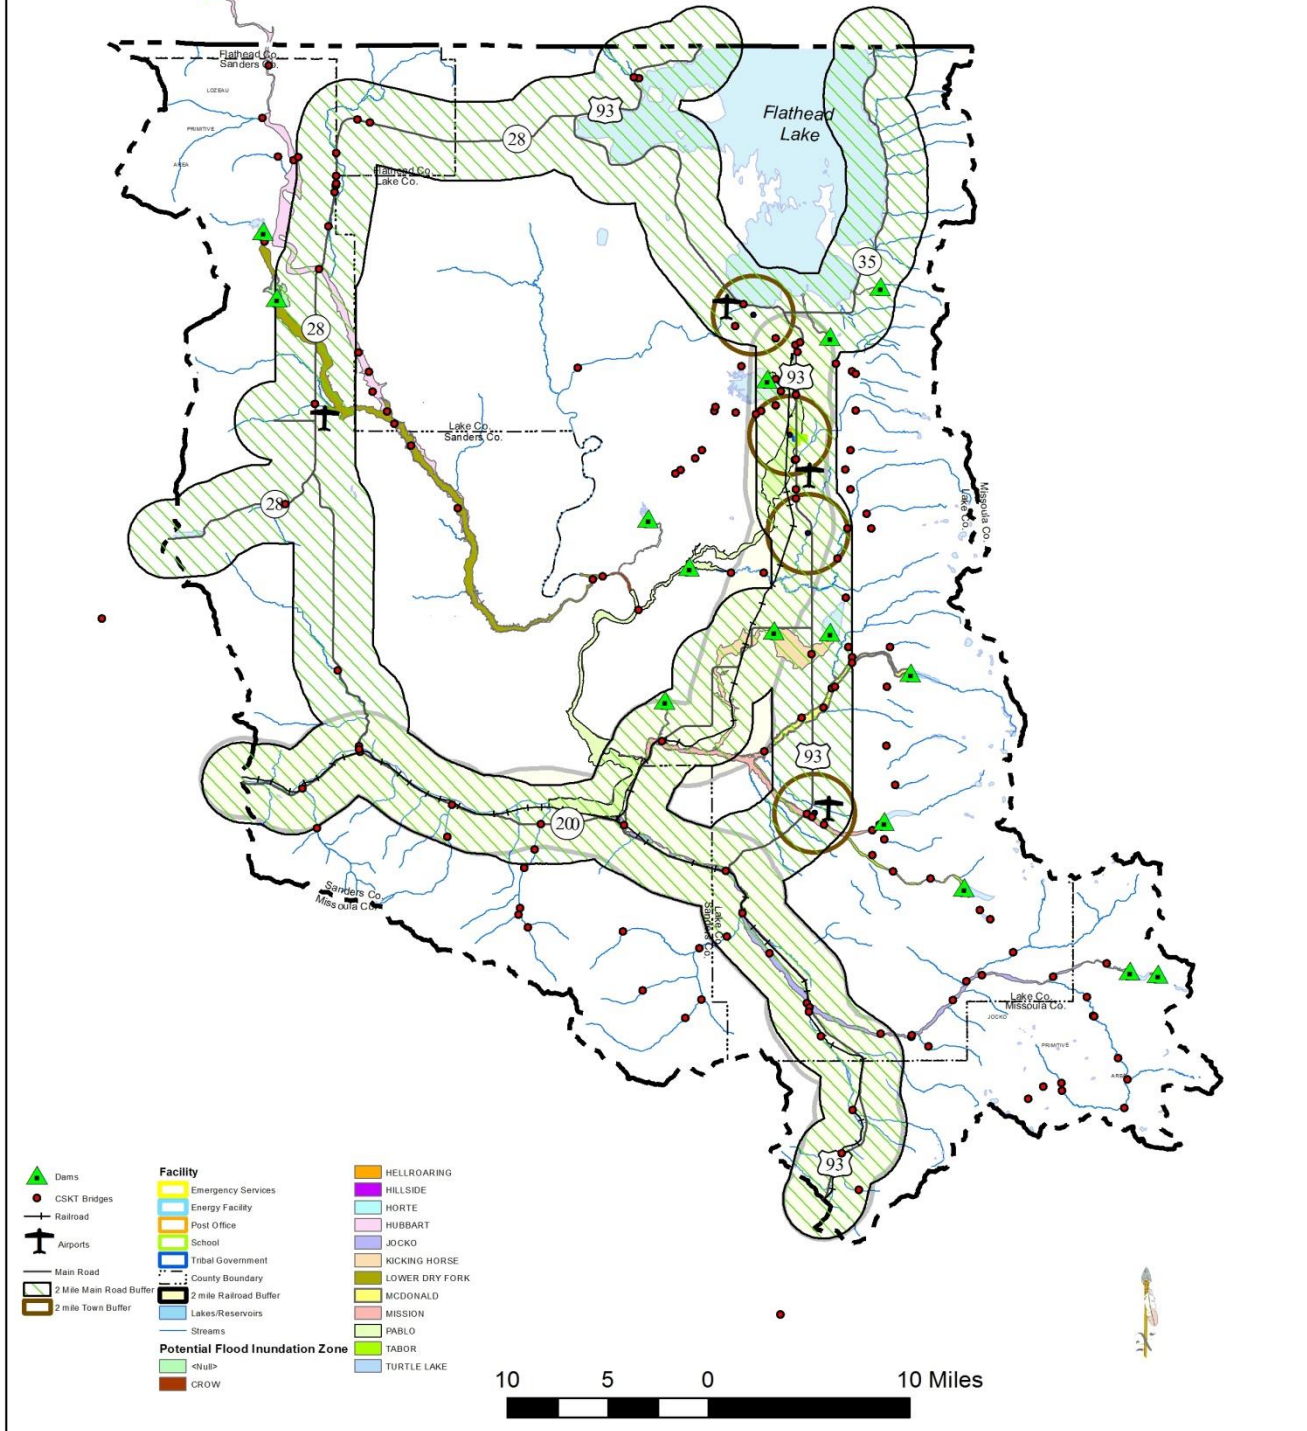 Flathead Co.
Sanders Co.
LOZEAU
PRIMITIVE
AREA
93
28
Flathead
Lake
Flathead Co.
Lake Co.
35
28
93
Lake Co.
Sanders Co.
28
Missoula Co.
Lake Co.
93
200
Sanders Co.
Missoula Co.
Lake Co.
Sanders Co.
Lake Co.
Missoula Co.
JOCKO
PRIMITIVE
AREA
93
Dams
CSKT Bridges
Railroad
Airports
Main Road
2 Mile Main Road Buffer
2 mile Town Buffer
Facility
Emergency Services
Energy Facility
Post Office
School
Tribal Government
County Boundary
2 mile Railroad Buffer
Lakes/Reservoirs
Streams
Potential Flood Inundation Zone
<Null>
CROW
HELLROARING
HILLSIDE
HORTE
HUBBART
JOCKO
KICKING HORSE
LOWER DRY FORK
MCDONALD
MISSION
PABLO
TABOR
TURTLE LAKE
10 5 0 10 Miles